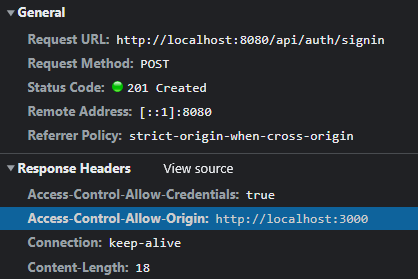 General
Request URL: http://localhost:8080/api/auth/signin
Request Method: POST
Status Code: 201 Created
Remote Address: [::1]:8080
Referrer Policy: strict-origin-when-cross-origin
Response Headers View source
Access-Control-Allow-Credentials: true
Access-Control-Allow-Origin: http://localhost:3000
Connection: keep-alive
Content-Length: 18